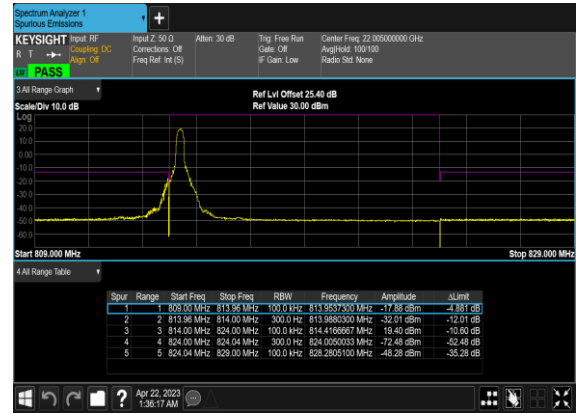 Spectrum Analyzer 1
Spurious Emissions
KEYSIGHT Input: RF Input Z: 50 Ω Atten: 30 dB Trig: Free Run Center Freq: 22.005000000 GHz
R T Coupling: DC Corrections: Off Gate: Off Avg|Hold: 100/100
Align: Off Freq Ref: Int (S) IF Gain: Low Radio Std: None
PASS
3 All Range Graph
Ref Lvl Offset 25.40 dB
Scale/Div 10.0 dB Ref Value 30.00 dBm
Log
20.0
10.0
0.00
-10.0
-20.0
-30.0
-40.0
-50.0
-60.0
Start 809.000 MHz Stop 829.000 MHz
4 All Range Table
Spur Range Start Freq Stop Freq RBW Frequency Amplitude ΔLimit
1 1 809.00 MHz 813.96 MHz 100.0 kHz 813.9537300 MHz -17.88 dBm -4.881 dB
2 2 813.96 MHz 814.00 MHz 300.0 Hz 813.9880300 MHz -32.01 dBm -12.01 dB
3 3 814.00 MHz 824.00 MHz 100.0 kHz 814.4166667 MHz 19.40 dBm -10.60 dB
4 4 824.00 MHz 824.04 MHz 300.0 Hz 824.0050033 MHz -72.48 dBm -52.48 dB
5 5 824.04 MHz 829.00 MHz 100.0 kHz 828.2805100 MHz -48.28 dBm -35.28 dB
Apr 22, 2023
1:36:17 AM